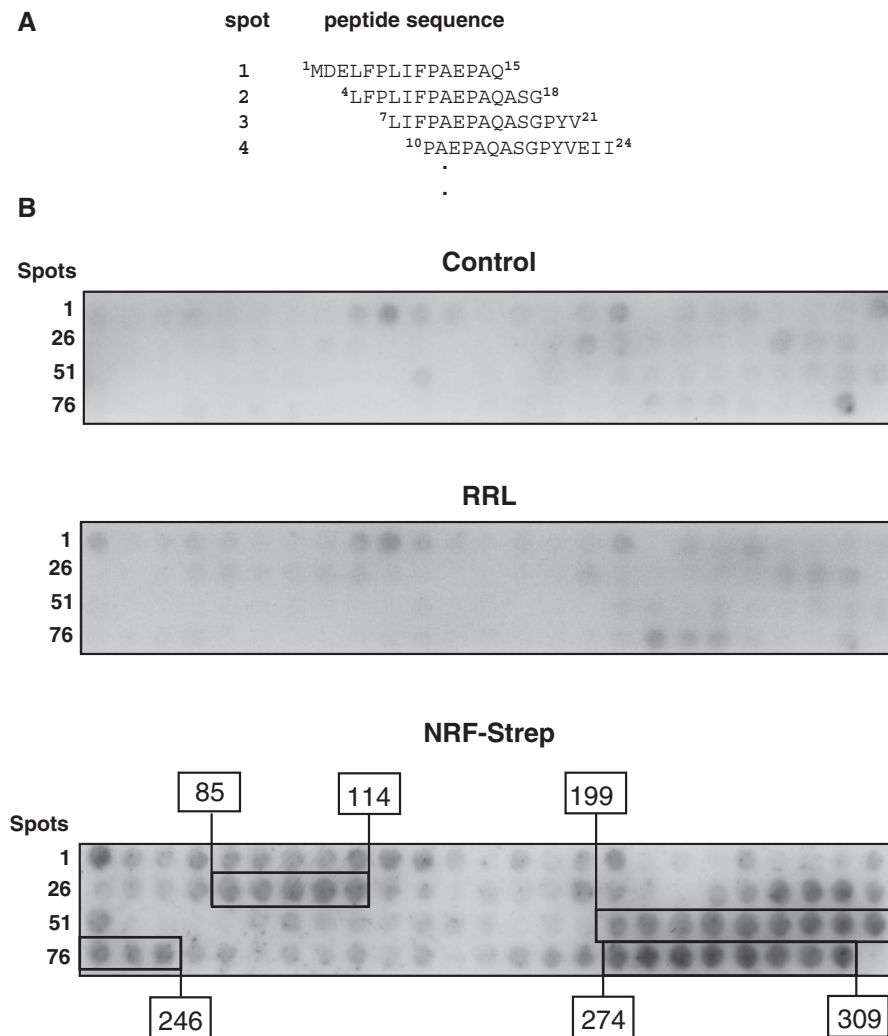 A
spot peptide sequence
1 ¹MDELFPLIFPAEPAQ¹⁵
2 ⁴LFPLIFPAEPAQASG¹⁸
3 ⁷LIFPAEPAQASGPYV²¹
4 ¹⁰PAEPAQASGPYVEII²⁴
.
.
B
Control
Spots
1
26
51
76
RRL
1
26
51
76
NRF-Strep
85 114 199
Spots
1
26
51
76
246 274 309